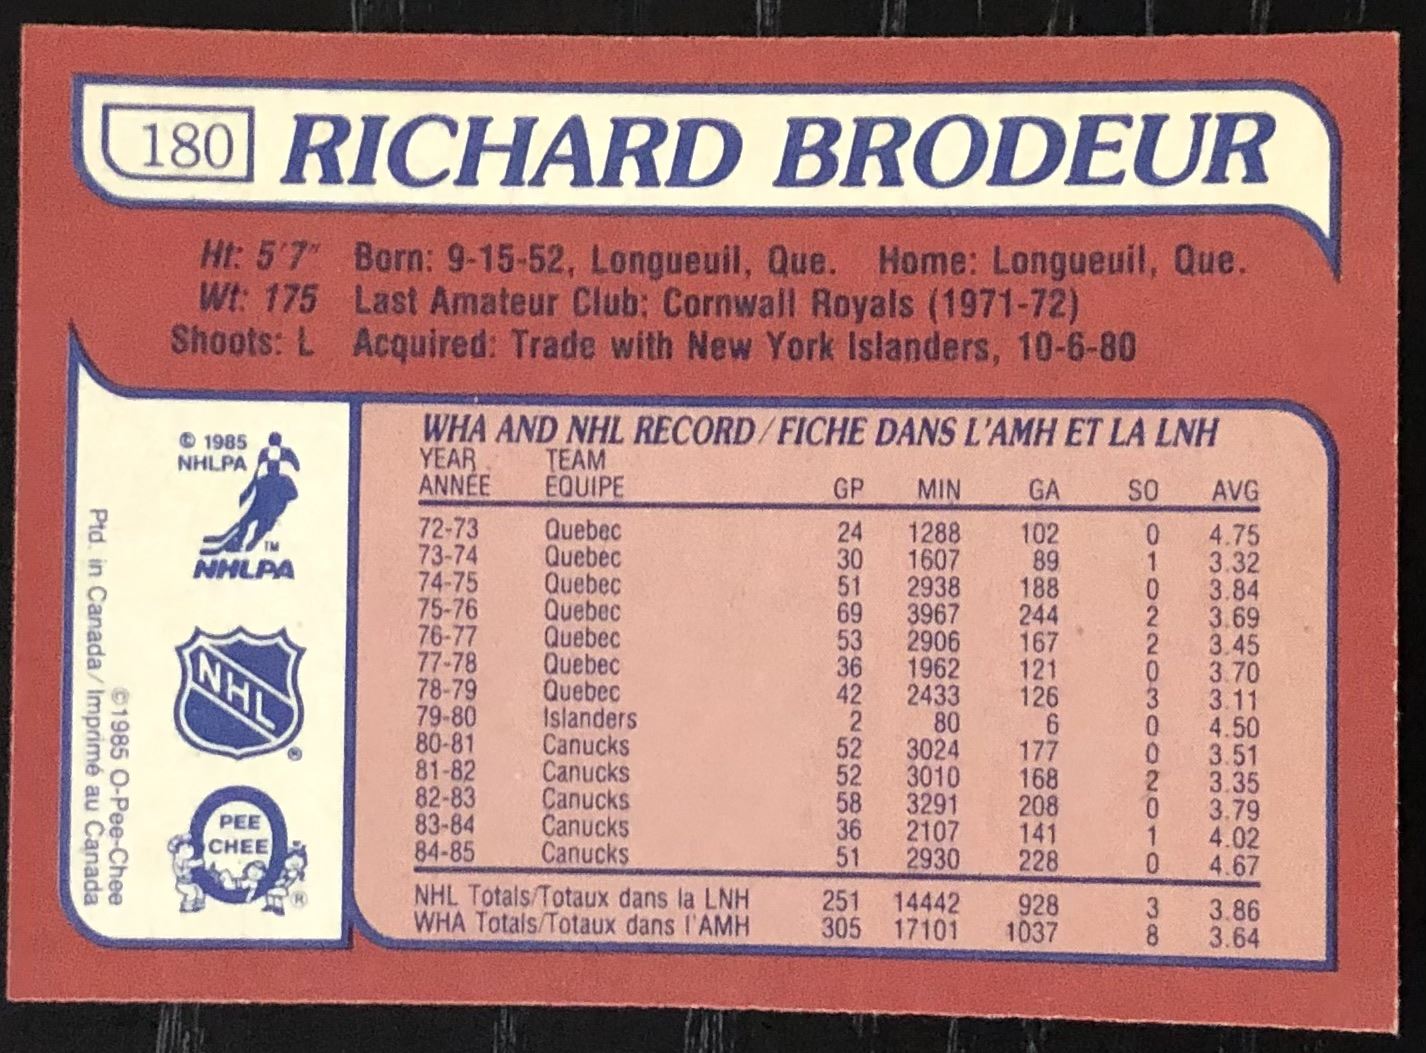 180 RICHARD BRODEUR
Ht: 5'7" Born: 9-15-52, Longueuil, Que. Home: Longueuil, Que.
Wt: 175 Last Amateur Club: Cornwall Royals (1971-72)
Shoots: L Acquired: Trade with New York Islanders, 10-6-80
© 1985
NHLPA
TM
NHLPA
NHL
®
PEE
CHEE
®
©1985 O-Pee-Chee
Ptd. in Canada/Imprimé au Canada
WHA AND NHL RECORD/FICHE DANS L'AMH ET LA LNH
YEAR TEAM
ANNÉE EQUIPE GP MIN GA SO AVG
72-73 Quebec 24 1288 102 0 4.75
73-74 Quebec 30 1607 89 1 3.32
74-75 Quebec 51 2938 188 0 3.84
75-76 Quebec 69 3967 244 2 3.69
76-77 Quebec 53 2906 167 2 3.45
77-78 Quebec 36 1962 121 0 3.70
78-79 Quebec 42 2433 126 3 3.11
79-80 Islanders 2 80 6 0 4.50
80-81 Canucks 52 3024 177 0 3.51
81-82 Canucks 52 3010 168 2 3.35
82-83 Canucks 58 3291 208 0 3.79
83-84 Canucks 36 2107 141 1 4.02
84-85 Canucks 51 2930 228 0 4.67
NHL Totals/Totaux dans la LNH 251 14442 928 3 3.86
WHA Totals/Totaux dans l'AMH 305 17101 1037 8 3.64